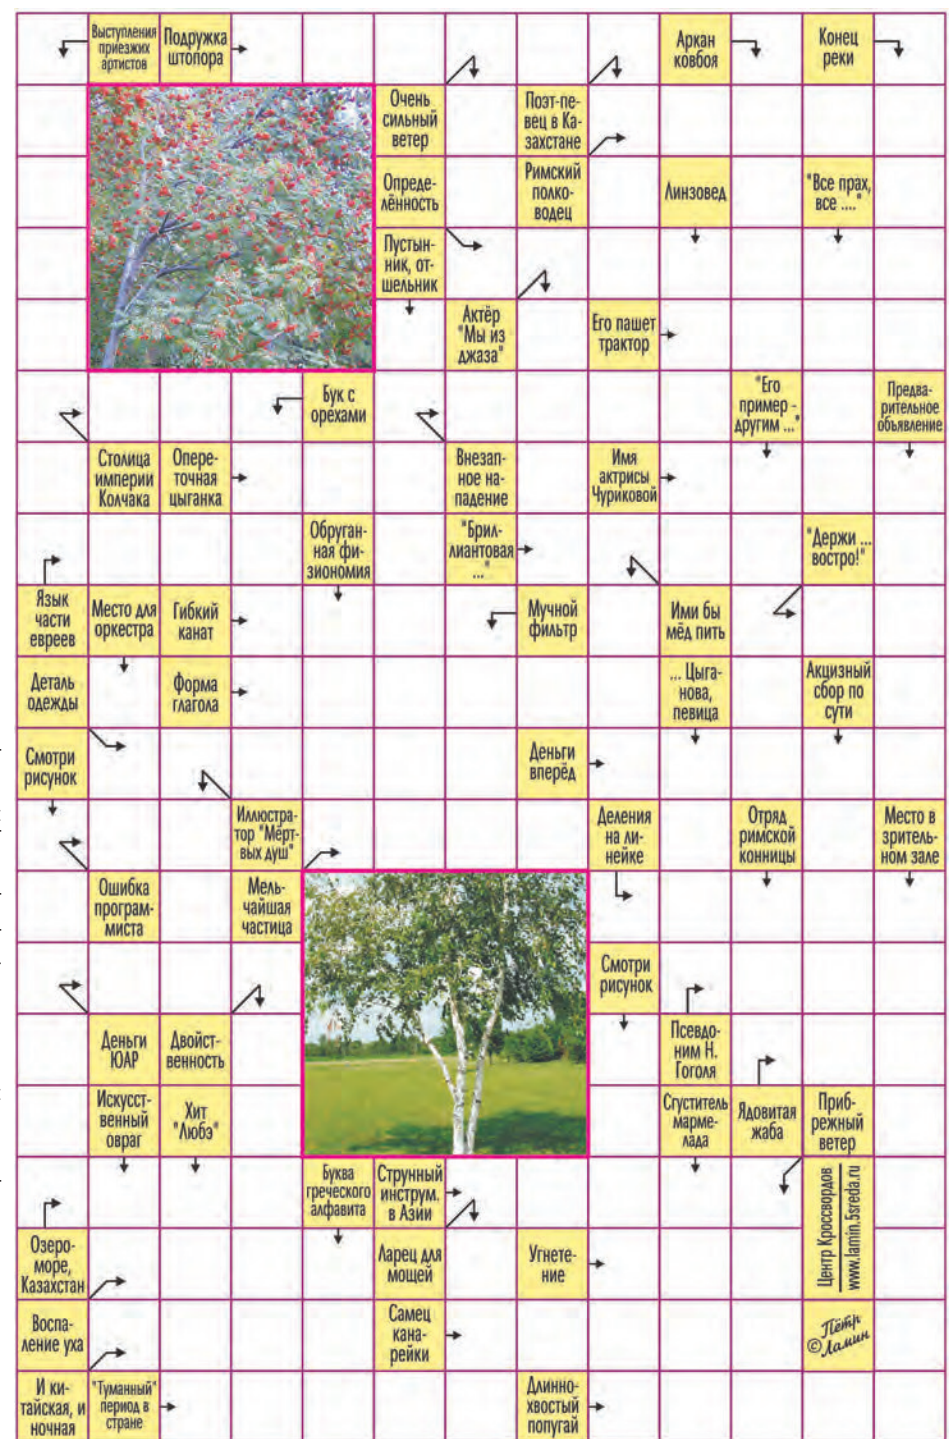 Выступления
приезжих
артистов
Подружка
штопора
Аркан
ковбоя
Конец
реки
Очень
сильный
ветер
Поэт-пе-
вец в Ка-
захстане
Опреде-
лённость
Римский
полко-
водец
Линзовед
"Все прах,
все ...."
Пустын-
ник, от-
шельник
Актёр
"Мы из
джаза"
Его пашет
трактор
Бук с
орехами
"Его
пример -
другим ..."
Предва-
рительное
объявление
Столица
империи
Колчака
Опере-
точная
цыганка
Внезап-
ное на-
падение
Имя
актрисы
Чуриковой
Обруган-
ная фи-
зиономия
"Брил-
лиантовая
..."
"Держи ...
востро!"
Язык
части
евреев
Место для
оркестра
Гибкий
канат
Мучной
фильтр
Ими бы
мёд пить
Деталь
одежды
Форма
глагола
... Цыга-
нова,
певица
Акцизный
сбор по
сути
Смотри
рисунок
Деньги
вперёд
Иллюстра-
тор "Мёрт-
вых душ"
Деления
на ли-
нейке
Отряд
римской
конницы
Место в
зритель-
ном зале
Ошибка
програм-
миста
Мель-
чайшая
частица
Смотри
рисунок
Деньги
ЮАР
Двойст-
венность
Псевдо-
ним Н.
Гоголя
Искусст-
венный
овраг
Хит
"Любэ"
Сгуститель
марме-
лада
Ядовитая
жаба
Приб-
режный
ветер
Буква
греческого
алфавита
Струнный
инструм.
в Азии
Центр Кроссвордов
www.lamin.5sreda.ru
Озеро-
море,
Казахстан
Ларец для
мощей
Угнете-
ние
Воспа-
ление уха
Самец
кана-
рейки
Пётр
© Ламин
И ки-
тайская, и
ночная
"Туманный"
период в
стране
Длинно-
хвостый
попугай